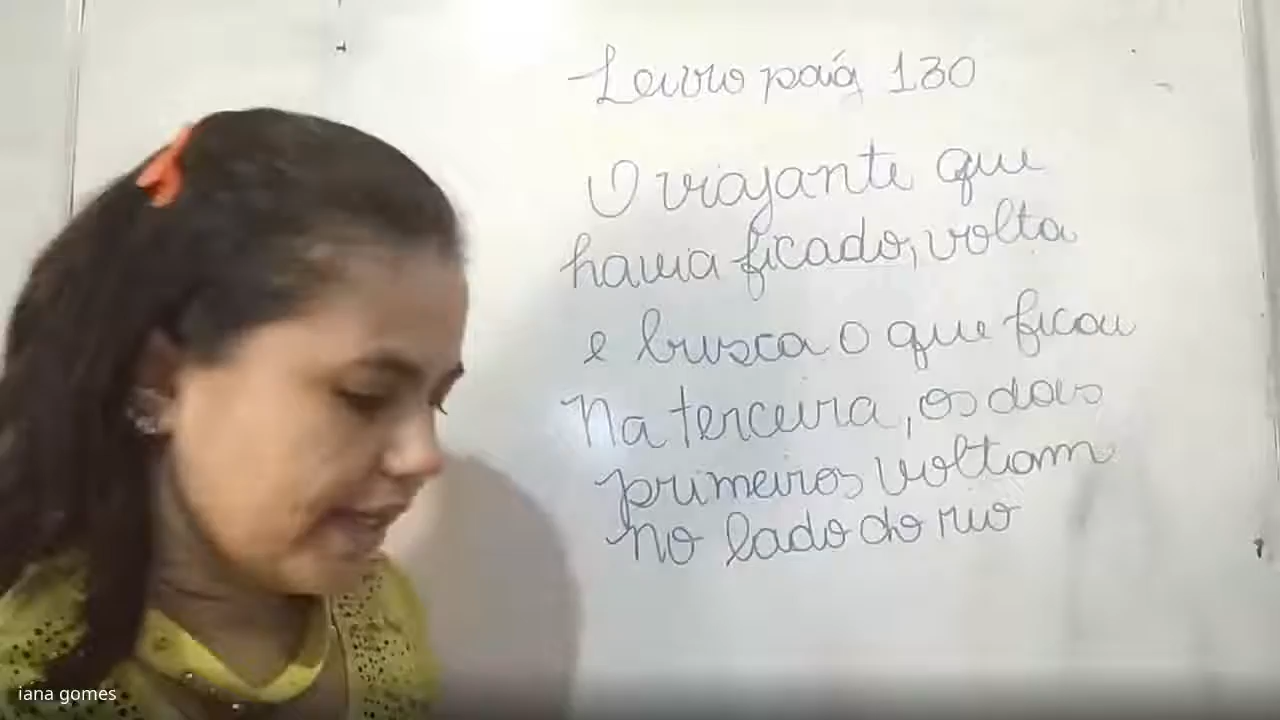 Livro pág 130
O viajante que
havia ficado, volta
e busca o que ficou
Na terceira, os dois
primeiros voltam
no lado do rio
iana gomes